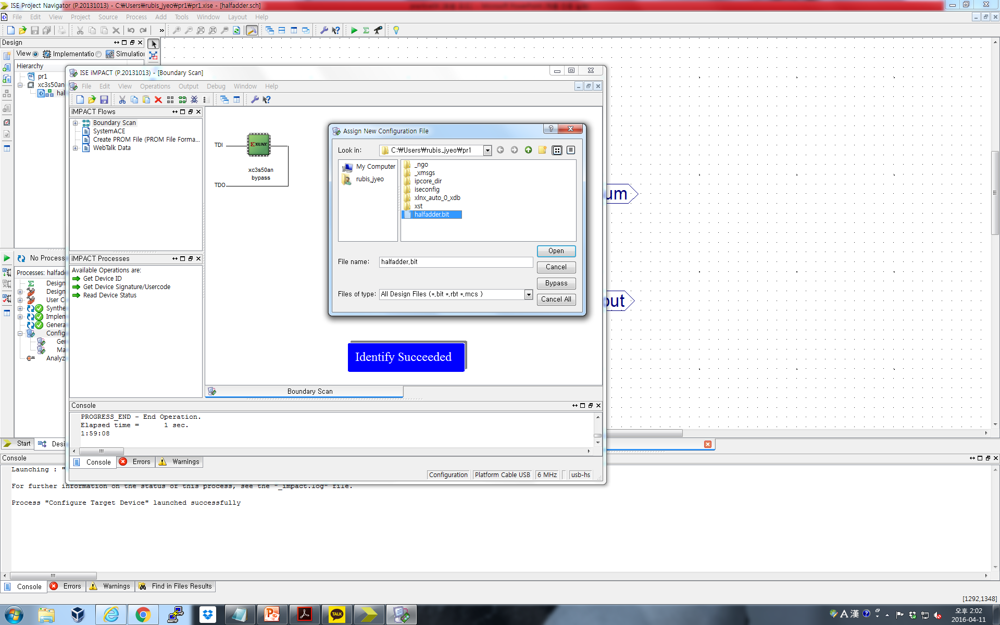 ISE Project Navigator (P.20131013) - C:₩Users₩rubis_jyeo₩pr1₩pr1.xise - [halfadder.sch]
File Edit View Project Source Process Add Tools Window Layout Help
Design
View Implementatio Simulation
Hierarchy
pr1
xc3s50an
hal
ISE iMPACT (P.20131013) - [Boundary Scan]
File Edit View Operations Output Debug Window Help
iMPACT Flows
Boundary Scan
SystemACE
Create PROM File (PROM File Forma...
WebTalk Data
TDI
XILINX
xc3s50an
bypass
TDO
Assign New Configuration File
Look in: C:₩Users₩rubis_jyeo₩pr1
My Computer
rubis_jyeo
_ngo
_xmsgs
ipcore_dir
iseconfig
xlnx_auto_0_xdb
xst
halfadder.bit
Open
File name: halfadder.bit
Cancel
Bypass
Files of type: All Design Files (*.bit *.rbt *.mcs )
Cancel All
um
out
No Process
Processes: halfad
Design
Design
User C
Synthe
Implen
Genera
Config
Ge
Ma
Analyz
iMPACT Processes
Available Operations are:
Get Device ID
Get Device Signature/Usercode
Read Device Status
Identify Succeeded
Boundary Scan
Console
PROGRESS_END - End Operation.
Elapsed time = 1 sec.
1:59:08
Console Errors Warnings
Configuration Platform Cable USB 6 MHz usb-hs
Start Desi
Console
Launching : "
For further information on the status of this process, see the "_impact.log" file.
Process "Configure Target Device" launched successfully
Console Errors Warnings Find in Files Results
[1292,1348]
TALK
A 漢
오후 2:02
2016-04-11